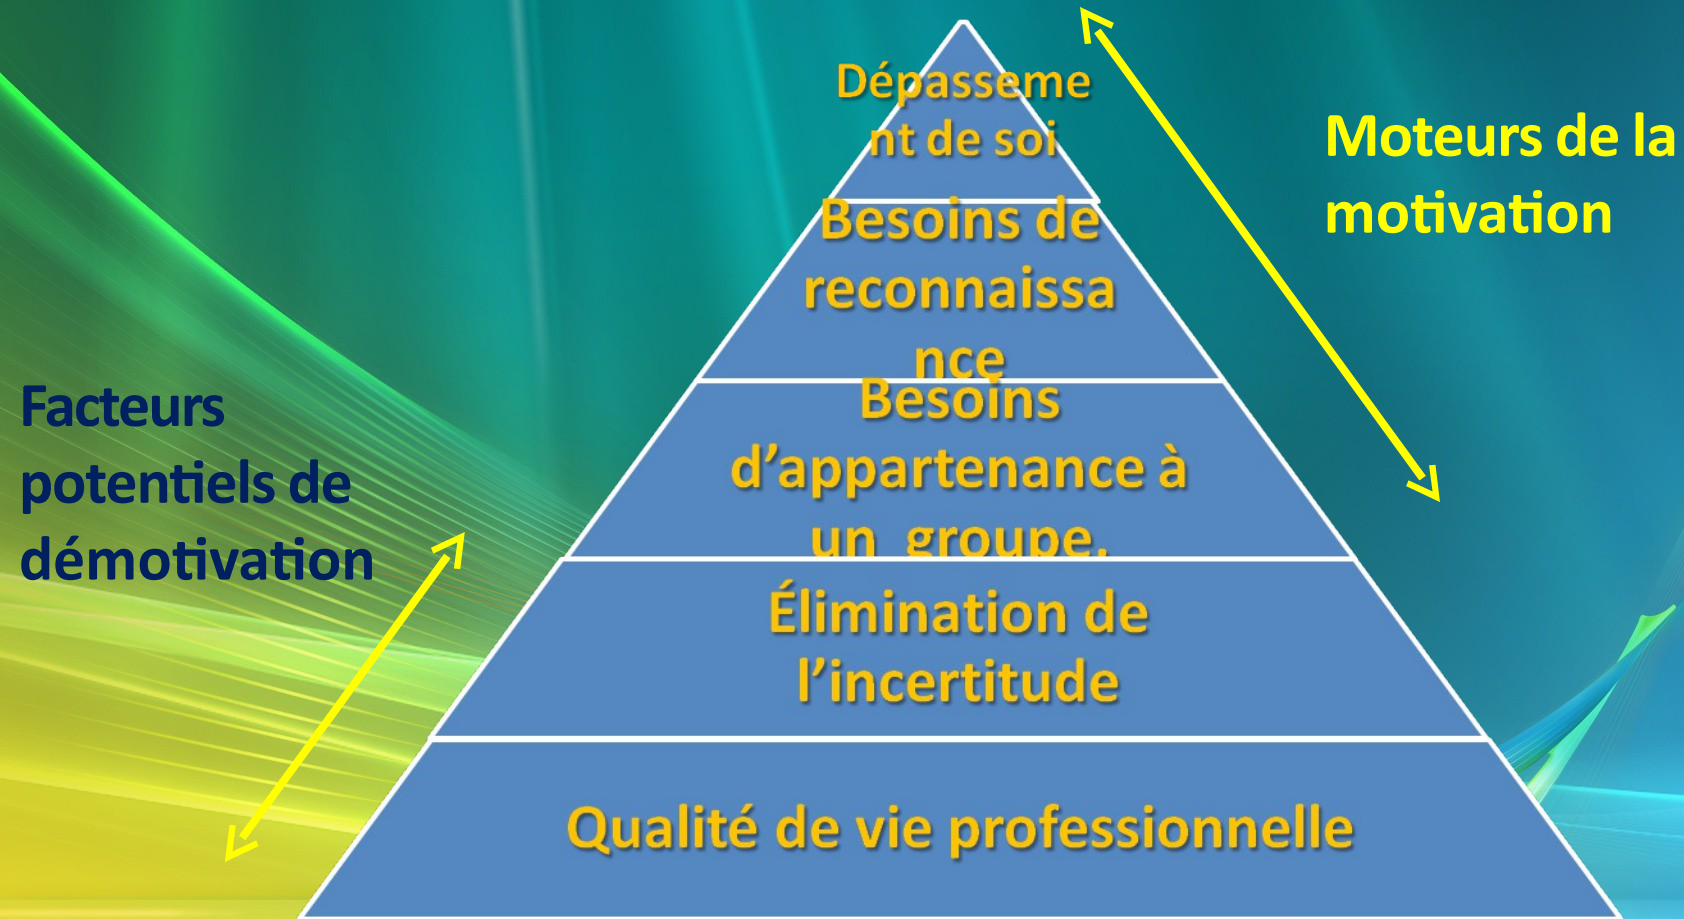 Dépasseme
nt de soi
Moteurs de la
motivation
Besoins de
reconnaissa
nce
Facteurs
potentiels de
démotivation
Besoins
d’appartenance à
un  groupe.
Élimination de
l’incertitude
Qualité de vie professionnelle